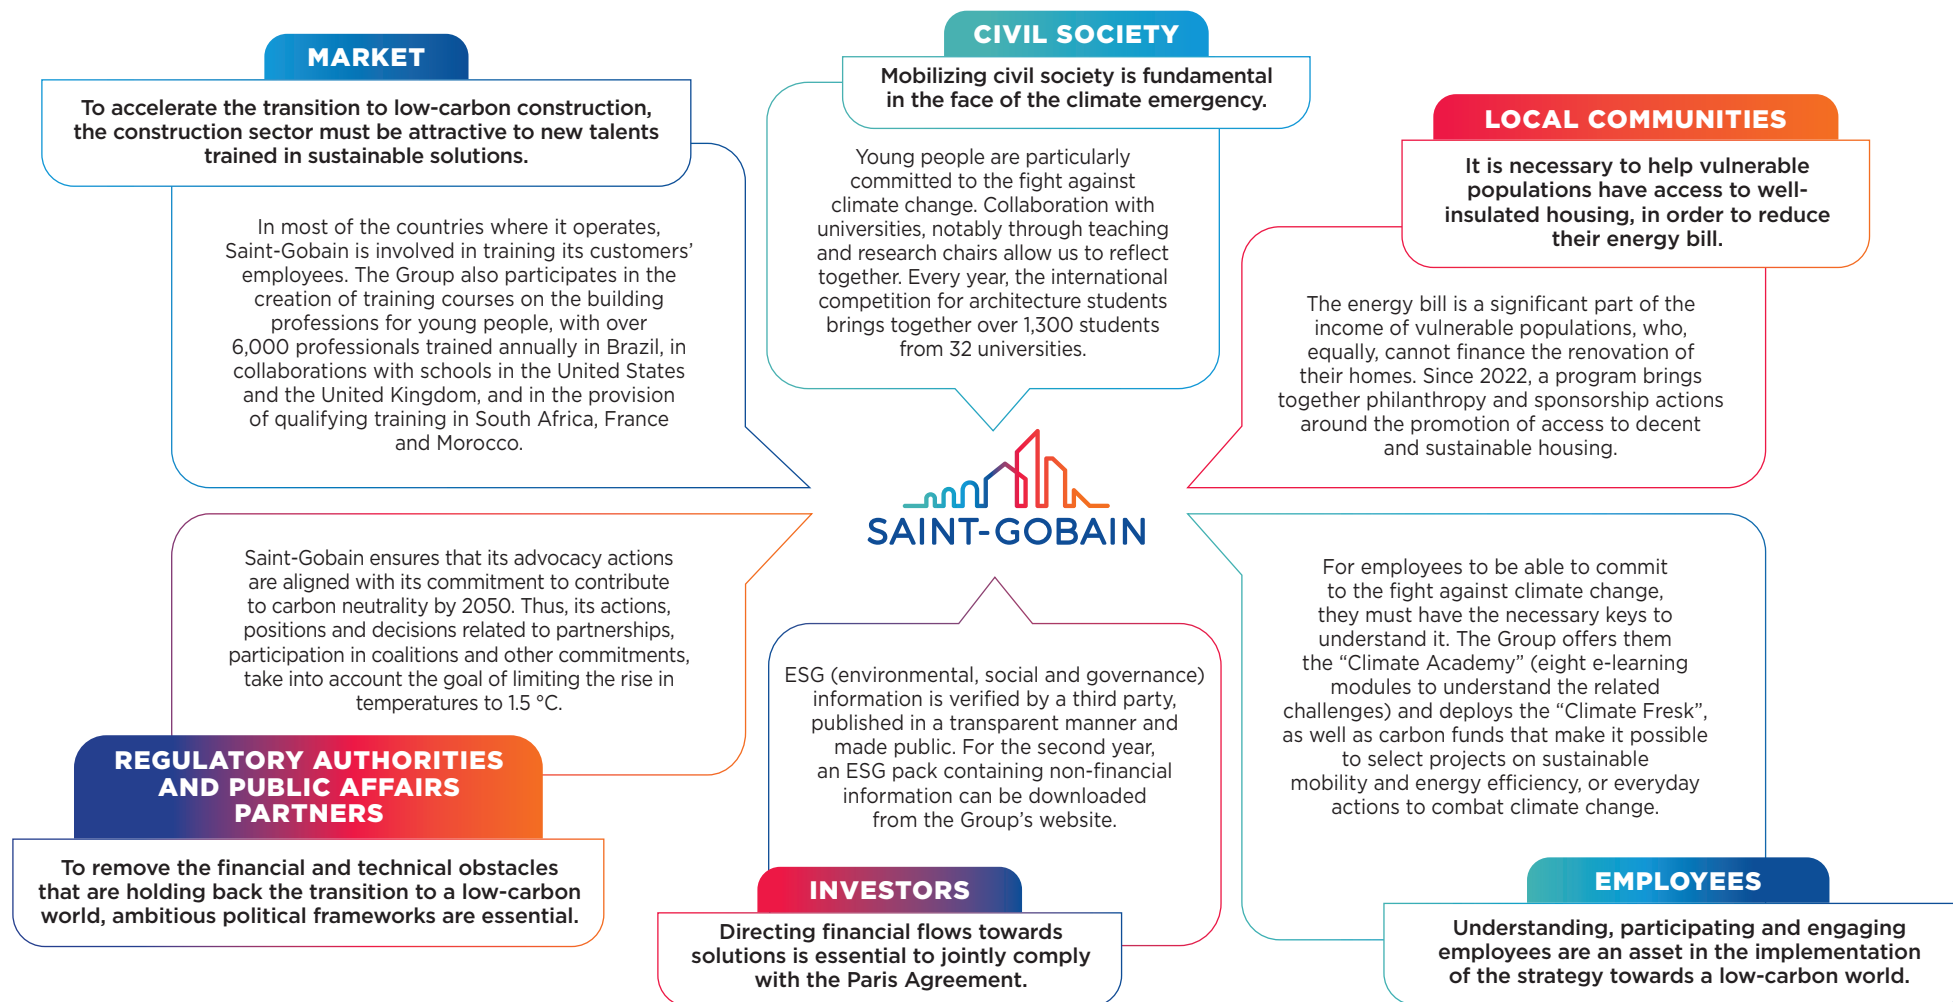 MARKET
To accelerate the transition to low-carbon construction,
the construction sector must be attractive to new talents
trained in sustainable solutions.
In most of the countries where it operates,
Saint-Gobain is involved in training its customers’
employees. The Group also participates in the
creation of training courses on the building
professions for young people, with over
6,000 professionals trained annually in Brazil, in
collaborations with schools in the United States
and the United Kingdom, and in the provision
of qualifying training in South Africa, France
and Morocco.
CIVIL SOCIETY
Mobilizing civil society is fundamental
in the face of the climate emergency.
Young people are particularly
committed to the fight against
climate change. Collaboration with
universities, notably through teaching
and research chairs allow us to reflect
together. Every year, the international
competition for architecture students
brings together over 1,300 students
from 32 universities.
LOCAL COMMUNITIES
It is necessary to help vulnerable
populations have access to well-
insulated housing, in order to reduce
their energy bill.
The energy bill is a significant part of the
income of vulnerable populations, who,
equally, cannot finance the renovation of
their homes. Since 2022, a program brings
together philanthropy and sponsorship actions
around the promotion of access to decent
and sustainable housing.
SAINT-GOBAIN
Saint-Gobain ensures that its advocacy actions
are aligned with its commitment to contribute
to carbon neutrality by 2050. Thus, its actions,
positions and decisions related to partnerships,
participation in coalitions and other commitments,
take into account the goal of limiting the rise in
temperatures to 1.5 °C.
REGULATORY AUTHORITIES
AND PUBLIC AFFAIRS
PARTNERS
To remove the financial and technical obstacles
that are holding back the transition to a low-carbon
world, ambitious political frameworks are essential.
ESG (environmental, social and governance)
information is verified by a third party,
published in a transparent manner and
made public. For the second year,
an ESG pack containing non-financial
information can be downloaded
from the Group’s website.
INVESTORS
Directing financial flows towards
solutions is essential to jointly comply
with the Paris Agreement.
For employees to be able to commit
to the fight against climate change,
they must have the necessary keys to
understand it. The Group offers them
the “Climate Academy” (eight e-learning
modules to understand the related
challenges) and deploys the “Climate Fresk”,
as well as carbon funds that make it possible
to select projects on sustainable
mobility and energy efficiency, or everyday
actions to combat climate change.
EMPLOYEES
Understanding, participating and engaging
employees are an asset in the implementation
of the strategy towards a low-carbon world.